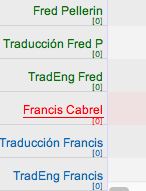 Fred Pellerin
[0]
Traducción Fred P
[0]
TradEng Fred
[0]
Francis Cabrel
[0]
Traducción Francis
[0]
TradEng Francis
[0]